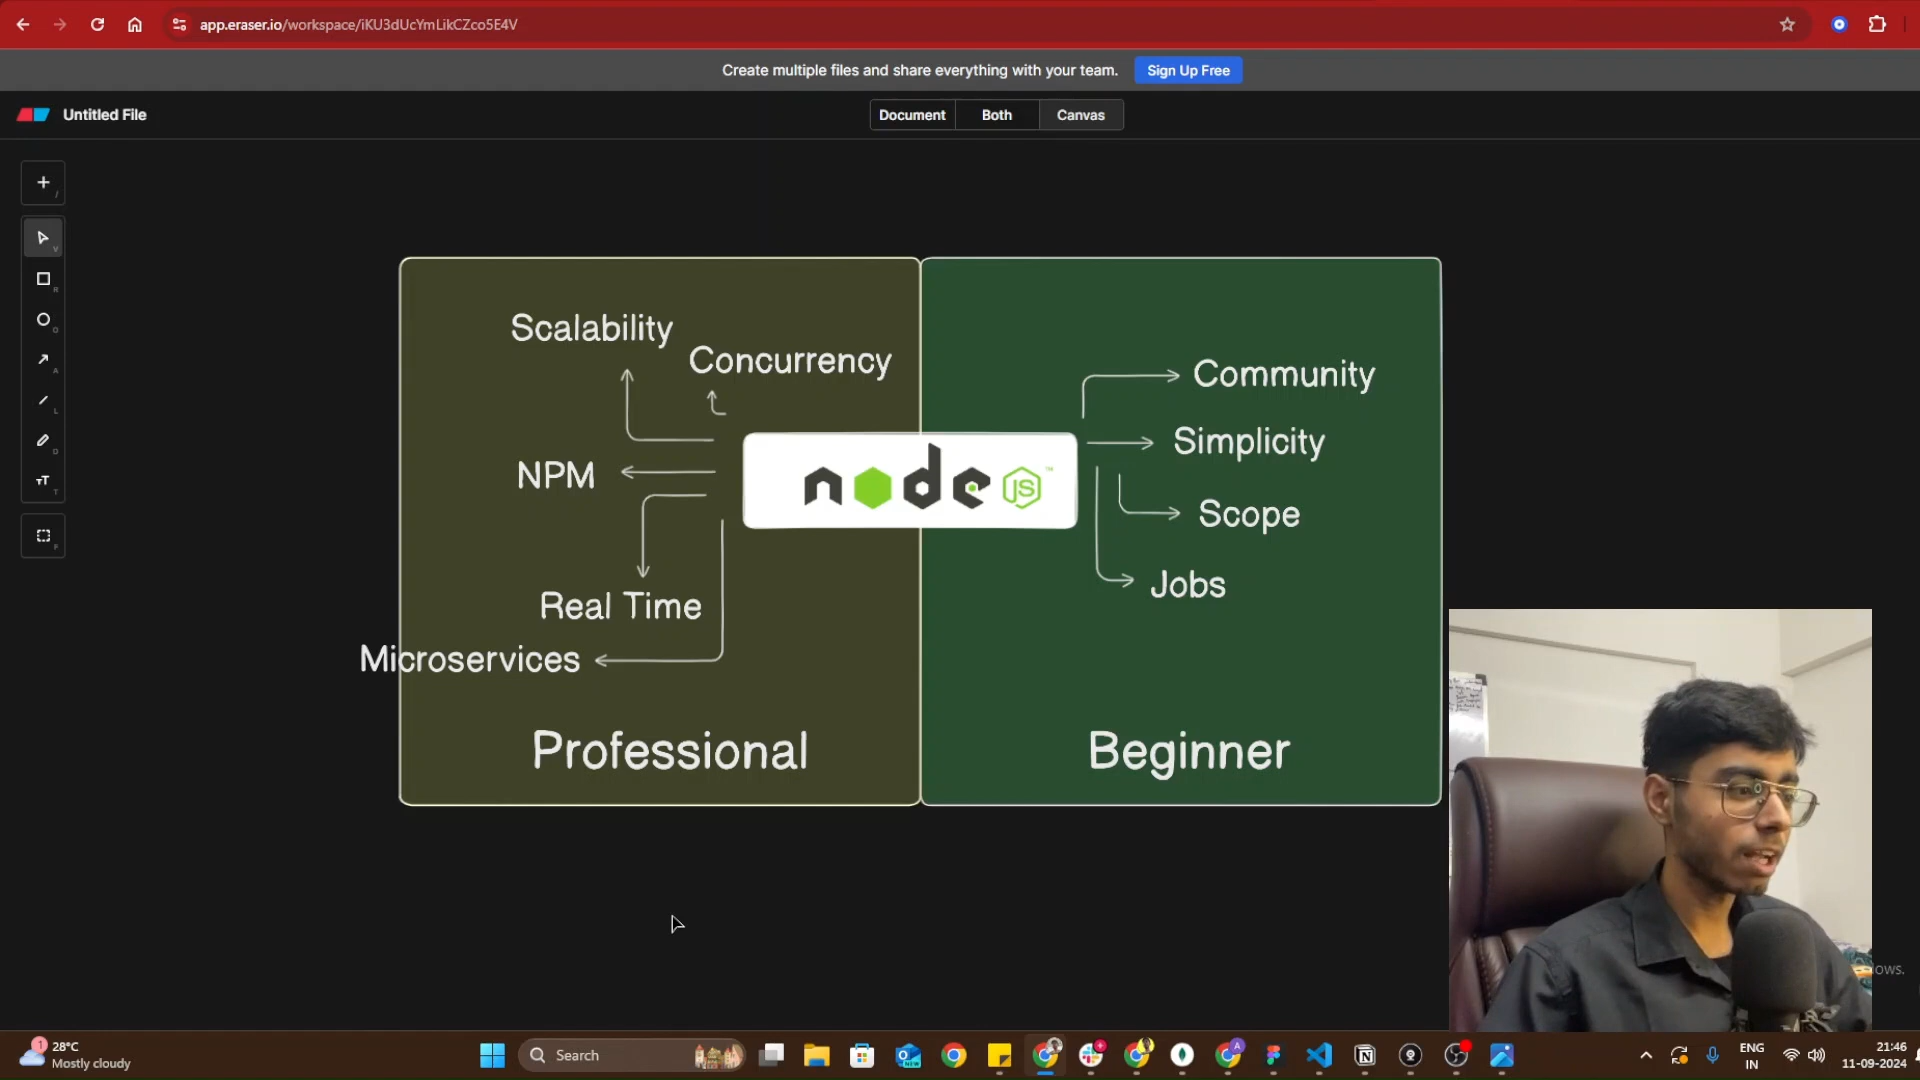 app.eraser.io/workspace/iKU3dUcYmLikCZco5E4V
Create multiple files and share everything with your team. Sign Up Free
Untitled File
Document Both Canvas
Scalability
Concurrency
NPM
Real Time
Microservices
Professional
node JS
Community
Simplicity
Scope
Jobs
Beginner
28°C
Mostly cloudy
Search
ENG
IN
21:46
11-09-2024